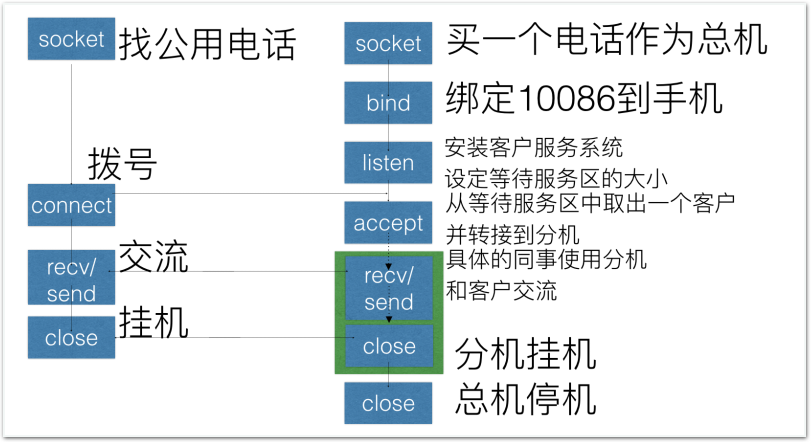 socket 找公用电话
socket 买一个电话作为总机
bind 绑定10086到手机
listen 安装客户服务系统
设定等待服务区的大小
拨号
connect
accept 从等待服务区中取出一个客户
并转接到分机
recv/
send
交流
recv/
send
具体的同事使用分机
和客户交流
close 挂机
close 分机挂机
close 总机停机